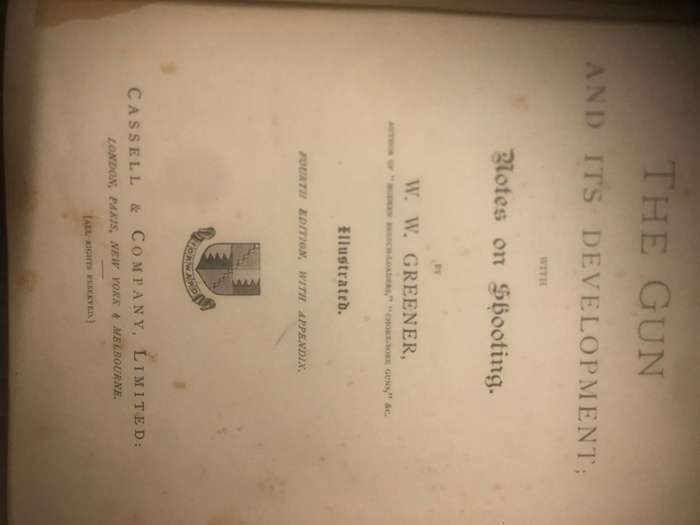 THE GUN
AND ITS DEVELOPMENT;
WITH
Notes on Shooting.
BY
W. W. GREENER,
AUTHOR OF "MODERN BREECH-LOADERS," "CHOKE-BORE GUNS," &c.
Illustrated.
FOURTH EDITION, WITH APPENDIX.
FORWARD
CASSELL & COMPANY, LIMITED:
LONDON, PARIS, NEW YORK & MELBOURNE.
[ALL RIGHTS RESERVED.]